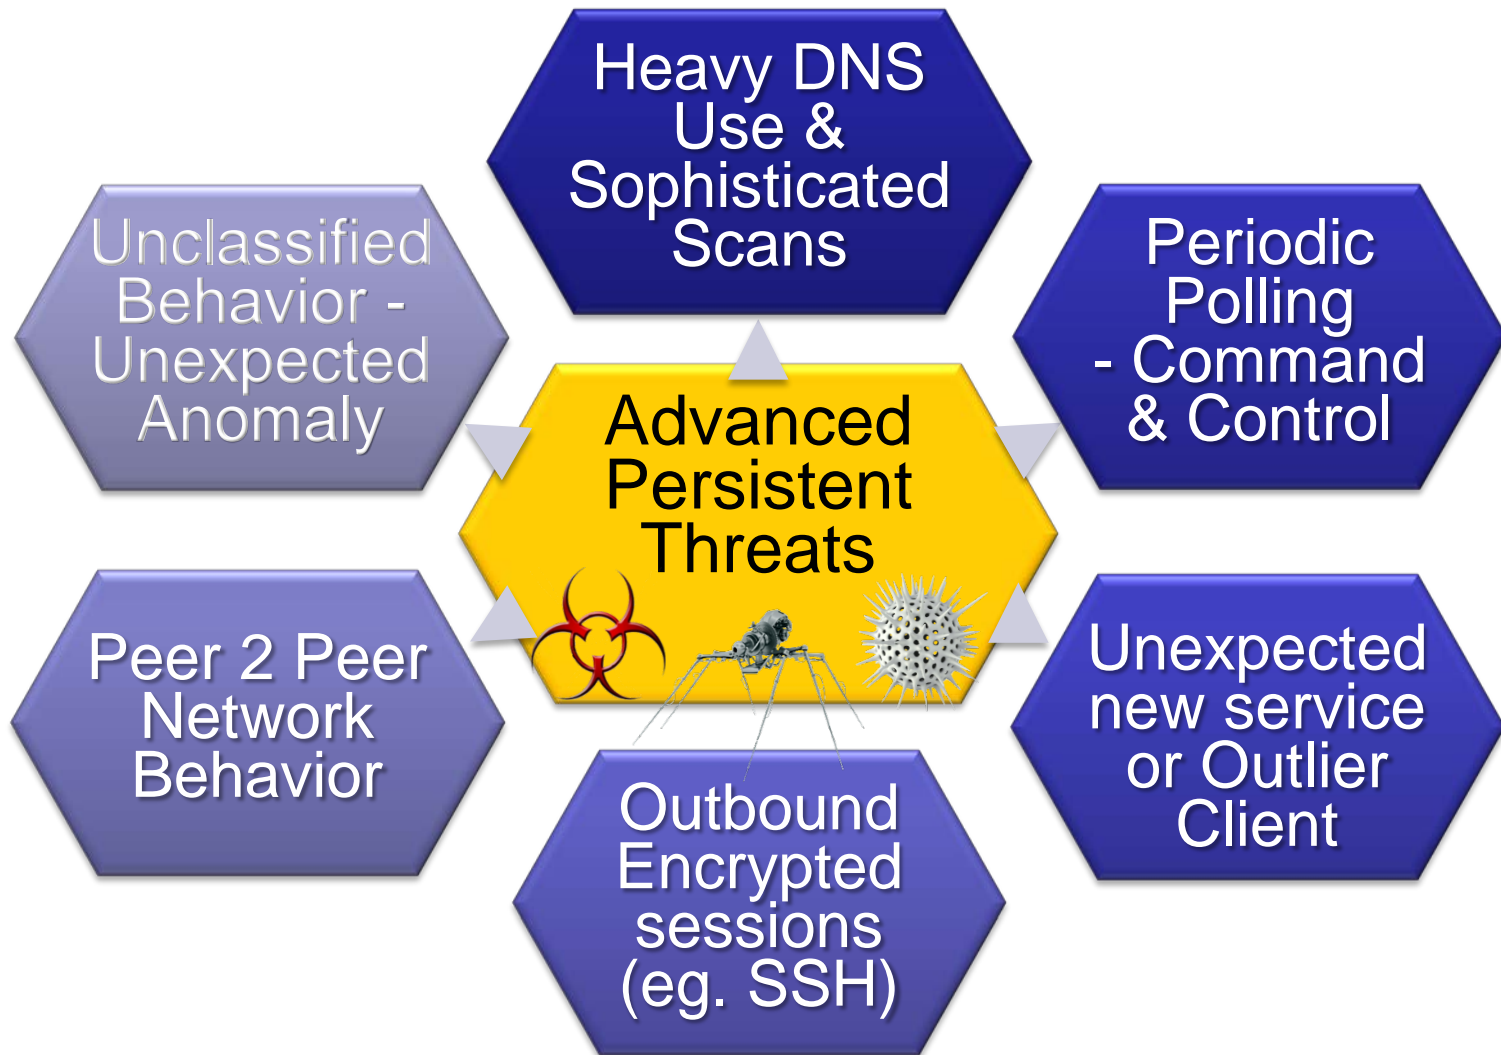 Heavy DNS
Use &
Sophisticated
Scans
Periodic
Polling
- Command
& Control
Unexpected
new service
or Outlier
Client
Outbound
Encrypted
sessions
(eg. SSH)
Peer 2 Peer
Network
Behavior
Unclassified
Behavior -
Unexpected
Anomaly
Advanced
Persistent
Threats